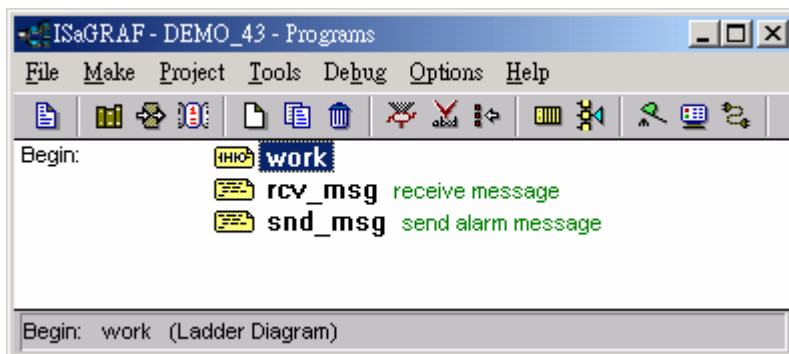 ISaGRAF - DEMO_43 - Programs
File Make Project Tools Debug Options Help
Begin: work
rcv_msg receive message
snd_msg send alarm message
Begin: work (Ladder Diagram)